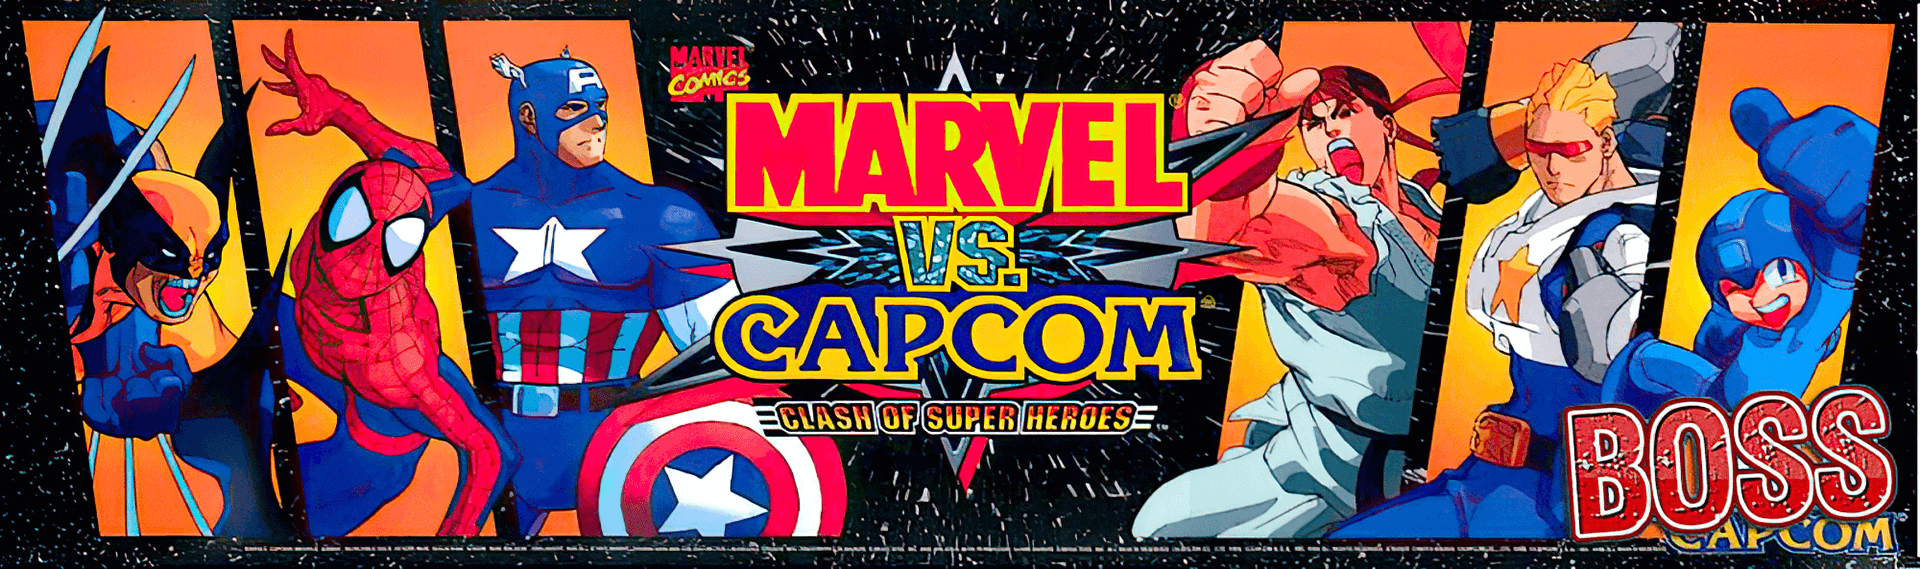 MARVEL
COMICS
MARVEL
VS.
CAPCOM
CLASH OF SUPER HEROES
BOSS
CAPCOM
A